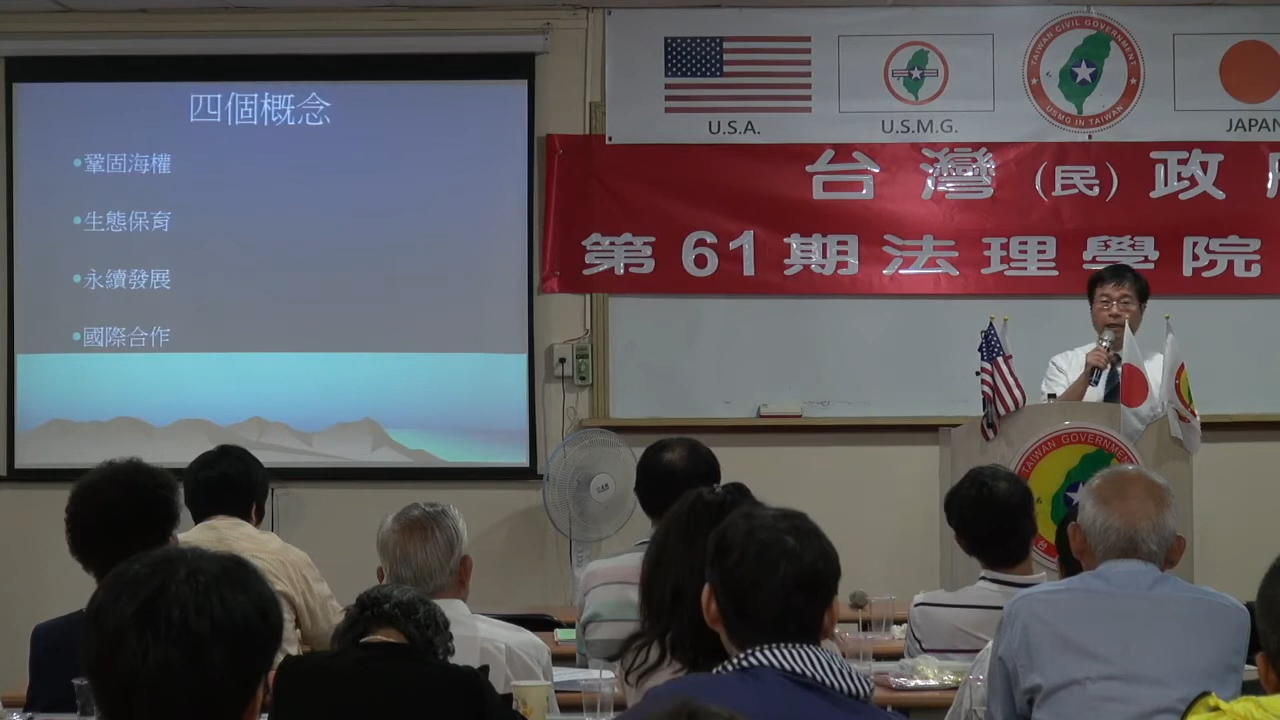 四個概念
•鞏固海權
•生態保育
•永續發展
•國際合作
U.S.A.
U.S.M.G.
TAIWAN CIVIL GOVERNMENT
USMG IN TAIWAN
JAPAN
台灣(民)政
第61期法理學院
TAIWAN GOVERNMENT